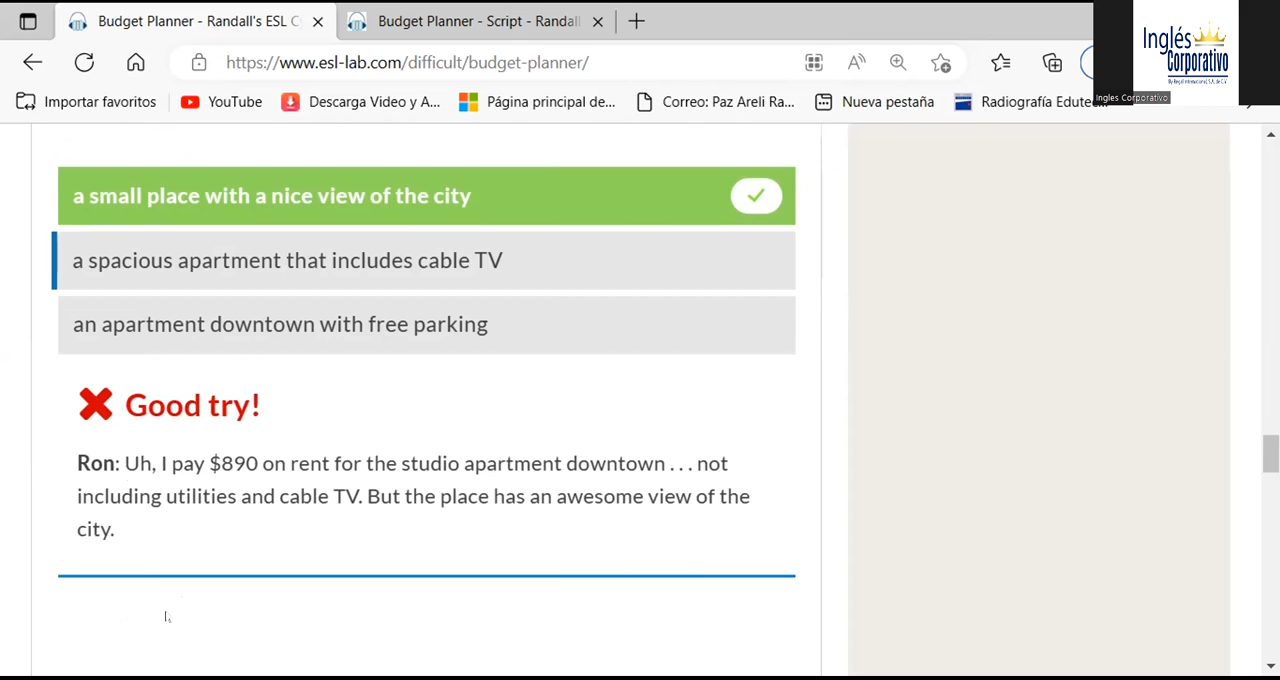 Budget Planner - Randall's ESL C
Budget Planner - Script - Randall
https://www.esl-lab.com/difficult/budget-planner/
Importar favoritos
YouTube
Descarga Video y A...
Página principal de...
Correo: Paz Areli Ra...
Nueva pestaña
Radiografía Edutec...
Inglés
Corporativo
Ingles Corporativo
a small place with a nice view of the city
a spacious apartment that includes cable TV
an apartment downtown with free parking
Good try!
Ron: Uh, I pay $890 on rent for the studio apartment downtown . . . not
including utilities and cable TV. But the place has an awesome view of the
city.